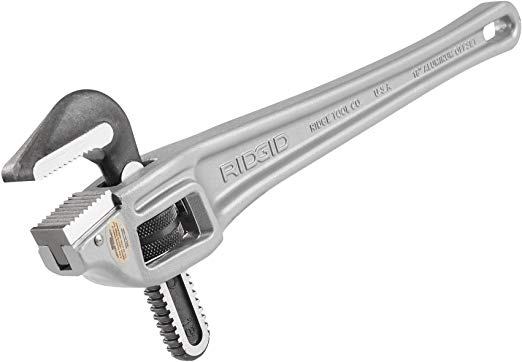 RIDGID
RIDGE TOOL CO U.S.A
18" ALUMINUM OFFSET